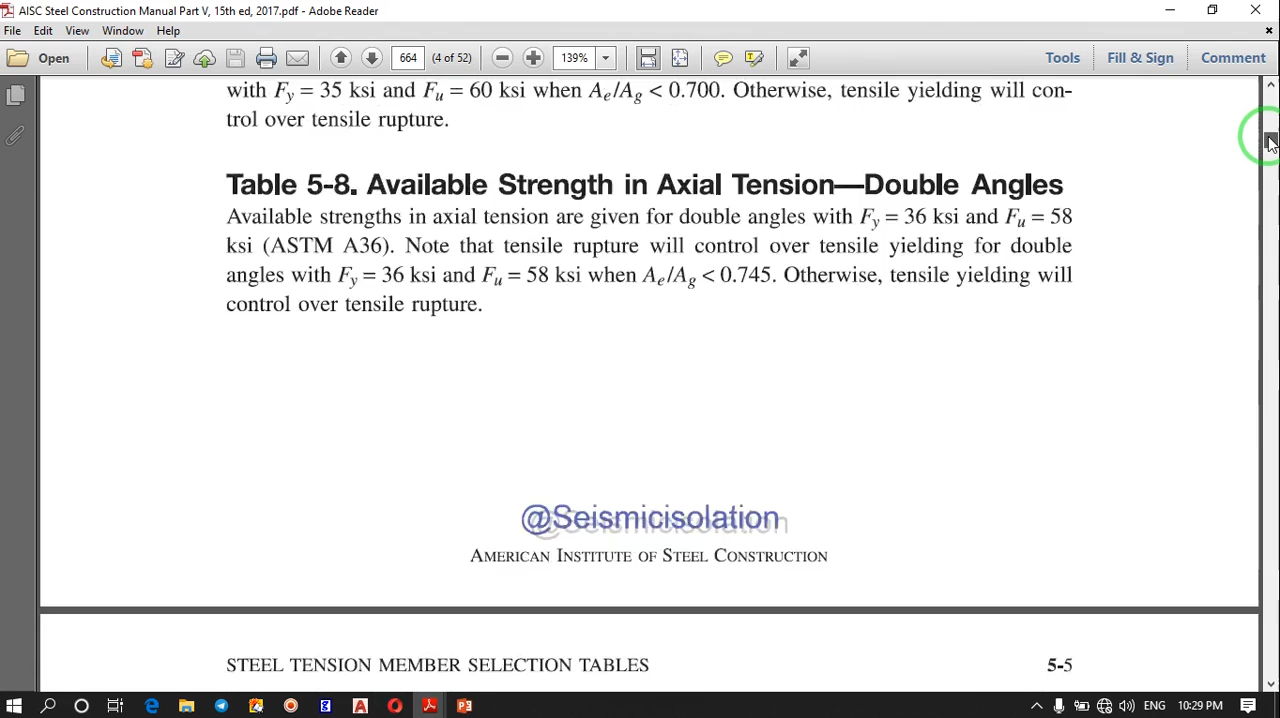 AISC Steel Construction Manual Part V, 15th ed, 2017.pdf - Adobe Reader
File Edit View Window Help
Open 664 (4 of 52) 139% Tools Fill & Sign Comment
with Fy = 35 ksi and Fu = 60 ksi when Ae/Ag < 0.700. Otherwise, tensile yielding will con-
trol over tensile rupture.
Table 5-8. Available Strength in Axial Tension—Double Angles
Available strengths in axial tension are given for double angles with Fy = 36 ksi and Fu = 58
ksi (ASTM A36). Note that tensile rupture will control over tensile yielding for double
angles with Fy = 36 ksi and Fu = 58 ksi when Ae/Ag < 0.745. Otherwise, tensile yielding will
control over tensile rupture.
@Seismicisolation
@Seismicisolation
AMERICAN INSTITUTE OF STEEL CONSTRUCTION
STEEL TENSION MEMBER SELECTION TABLES 5-5
ENG 10:29 PM